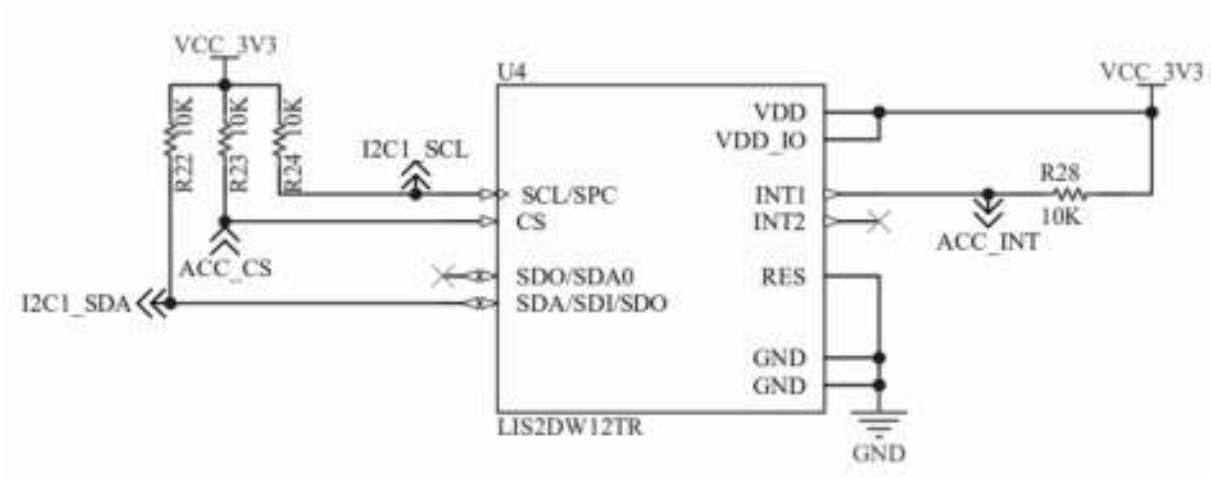 VCC_3V3
10K
10K
10K
R22
R23
R24
I2C1_SCL
ACC_CS
I2C1_SDA
U4
SCL/SPC
CS
SDO/SDA0
SDA/SDI/SDO
VDD
VDD_IO
INT1
INT2
RES
GND
GND
LIS2DW12TR
VCC_3V3
R28
10K
ACC_INT
GND